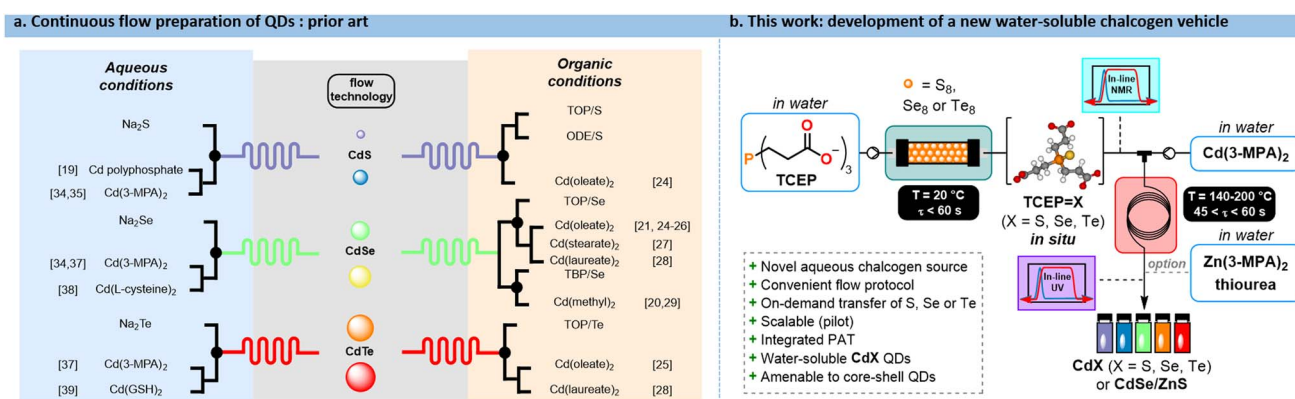 a. Continuous flow preparation of QDs : prior art
Aqueous
conditions
flow
technology
Organic
conditions
Na2S
[19] Cd polyphosphate
[34,35] Cd(3-MPA)2
CdS
TOP/S
ODE/S
Cd(oleate)2 [24]
Na2Se
[34,37] Cd(3-MPA)2
[38] Cd(L-cysteine)2
CdSe
TOP/Se
Cd(oleate)2 [21, 24-26]
Cd(stearate)2 [27]
Cd(laureate)2 [28]
TBP/Se
Cd(methyl)2 [20,29]
Na2Te
[37] Cd(3-MPA)2
[39] Cd(GSH)2
CdTe
TOP/Te
Cd(oleate)2 [25]
Cd(laureate)2 [28]
b. This work: development of a new water-soluble chalcogen vehicle
in water
P
O
O−
3
TCEP
= S8,
Se8 or Te8
T = 20 °C
τ < 60 s
TCEP=X
(X = S, Se, Te)
in situ
In-line
NMR
in water
Cd(3-MPA)2
T = 140-200 °C
45 < τ < 60 s
in water
Zn(3-MPA)2
thiourea
option
In-line
UV
CdX (X = S, Se, Te)
or CdSe/ZnS
+ Novel aqueous chalcogen source
+ Convenient flow protocol
+ On-demand transfer of S, Se or Te
+ Scalable (pilot)
+ Integrated PAT
+ Water-soluble CdX QDs
+ Amenable to core-shell QDs